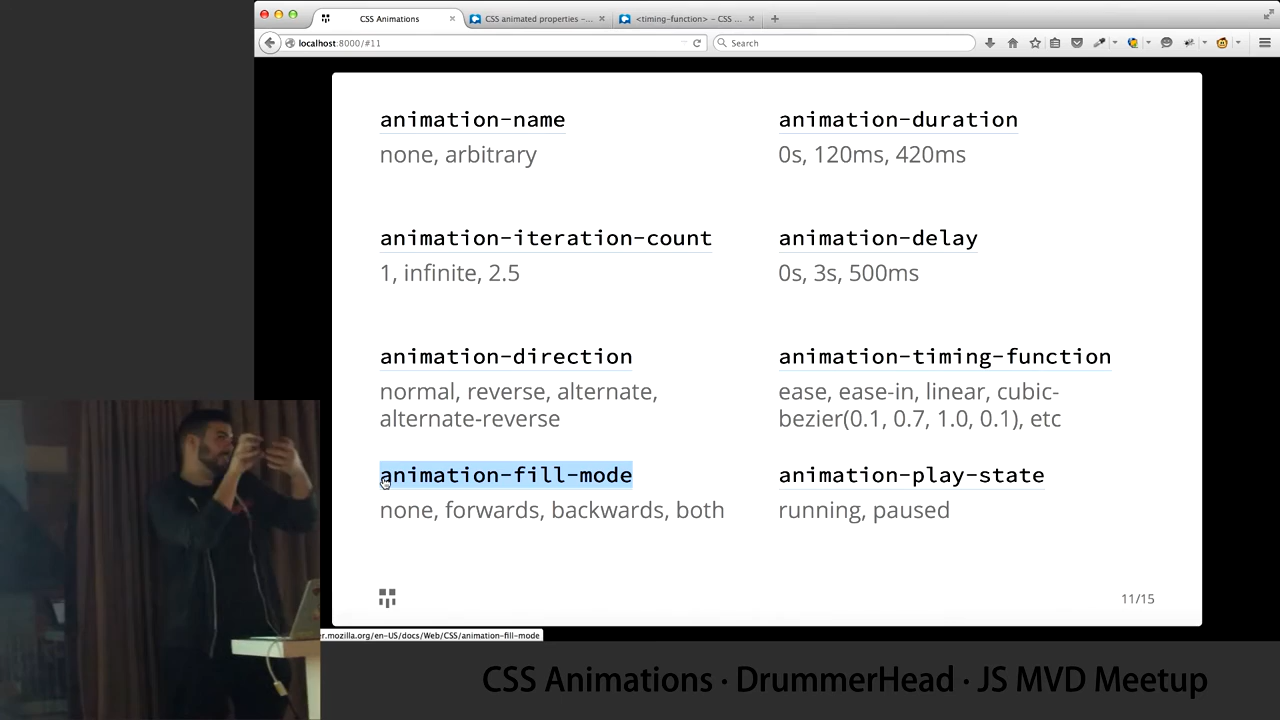 CSS Animations
CSS animated properties -...
<timing-function> - CSS ...
localhost:8000/#11
Search
animation-name
none, arbitrary
animation-duration
0s, 120ms, 420ms
animation-iteration-count
1, infinite, 2.5
animation-delay
0s, 3s, 500ms
animation-direction
normal, reverse, alternate,
alternate-reverse
animation-timing-function
ease, ease-in, linear, cubic-
bezier(0.1, 0.7, 1.0, 0.1), etc
animation-fill-mode
none, forwards, backwards, both
animation-play-state
running, paused
11/15
er.mozilla.org/en-US/docs/Web/CSS/animation-fill-mode
CSS Animations · DrummerHead · JS MVD Meetup